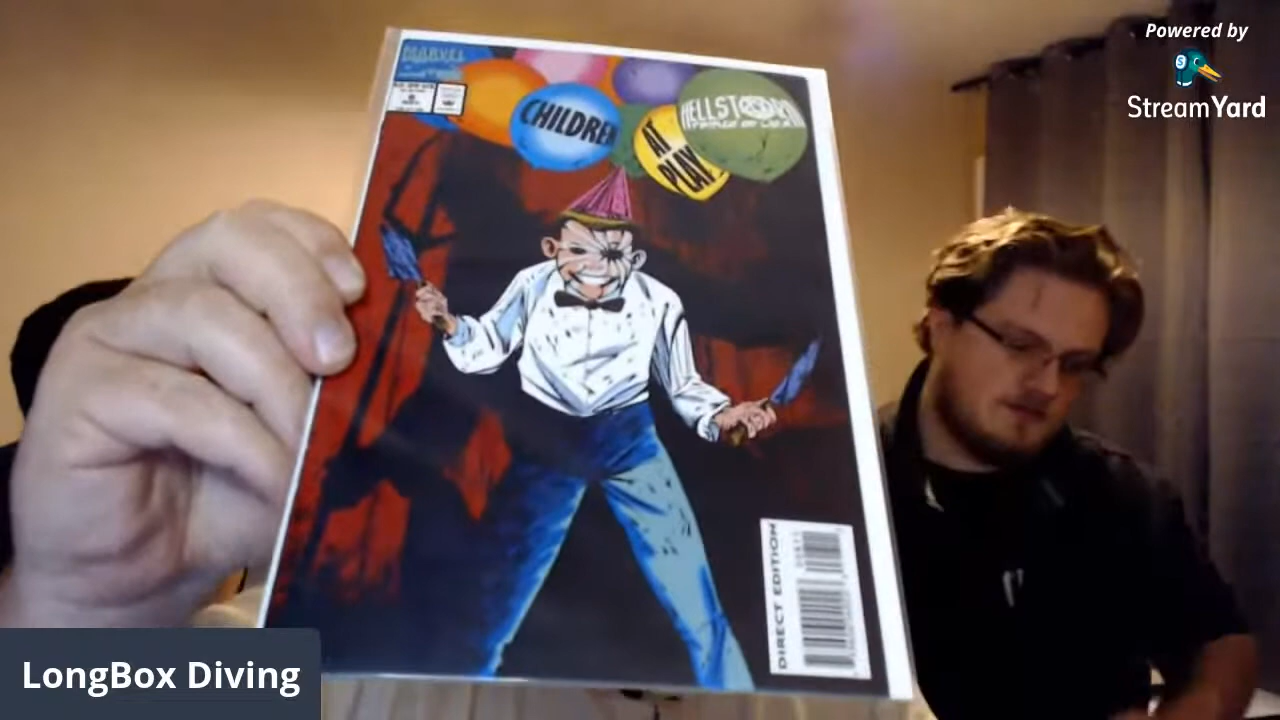 Powered by
StreamYard
MARVEL
CHILDREN
AT
PLAY
HELLSTORM
DIRECT EDITION
LongBox Diving